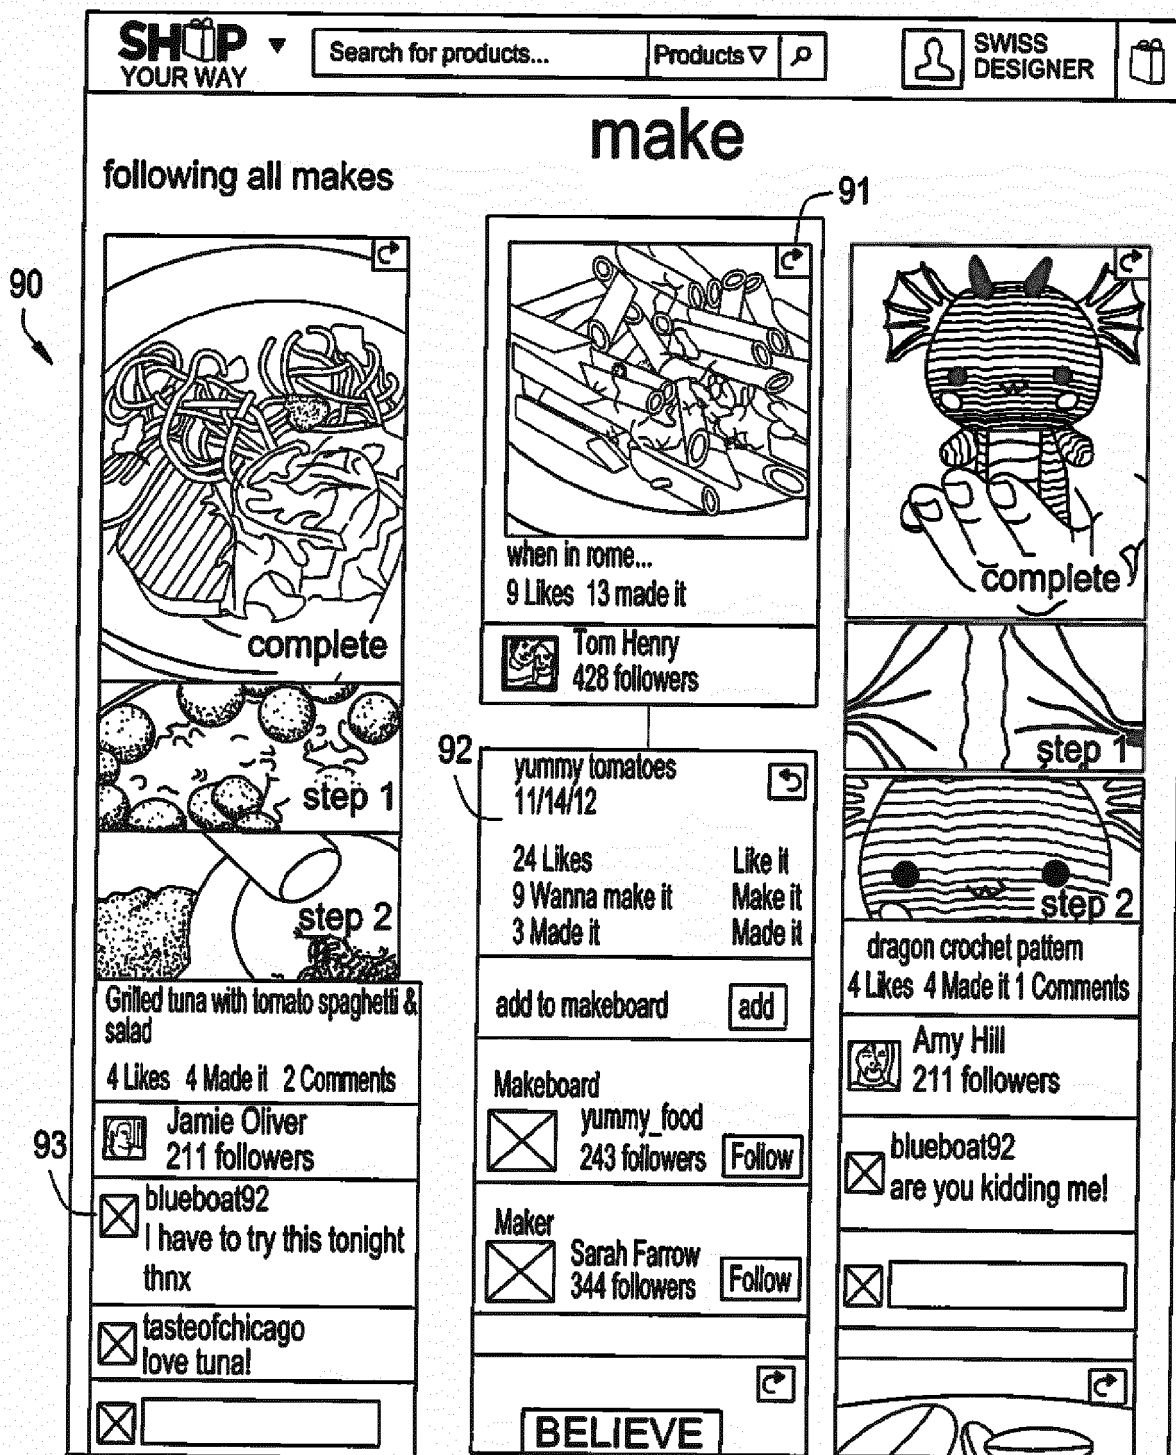 SHOP
YOUR WAY
Search for products...
Products
SWISS
DESIGNER
make
following all makes
90
91
complete
step 1
step 2
Grilled tuna with tomato spaghetti &
salad
4 Likes 4 Made it 2 Comments
Jamie Oliver
211 followers
93
blueboat92
I have to try this tonight
thnx
tasteofchicago
love tuna!
when in rome...
9 Likes 13 made it
Tom Henry
428 followers
92
yummy tomatoes
11/14/12
24 Likes Like it
9 Wanna make it Make it
3 Made it Made it
add to makeboard add
Makeboard
yummy_food
243 followers Follow
Maker
Sarah Farrow
344 followers Follow
BELIEVE
complete
step 1
step 2
dragon crochet pattern
4 Likes 4 Made it 1 Comments
Amy Hill
211 followers
blueboat92
are you kidding me!